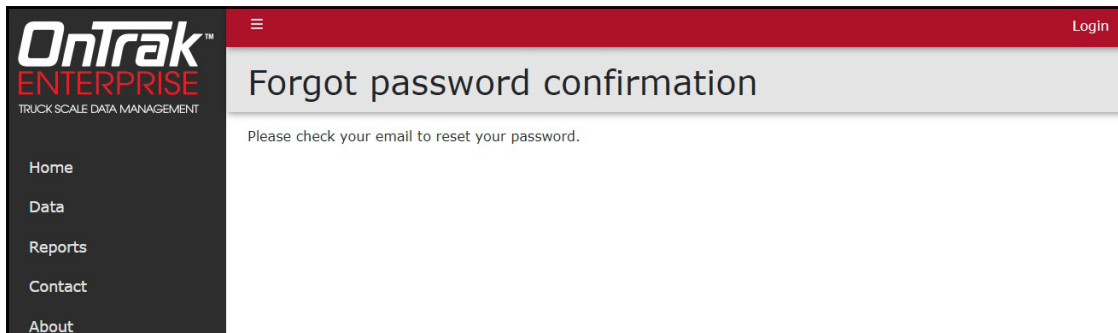 OnTrak™
ENTERPRISE
TRUCK SCALE DATA MANAGEMENT
Home
Data
Reports
Contact
About
Login
Forgot password confirmation
Please check your email to reset your password.